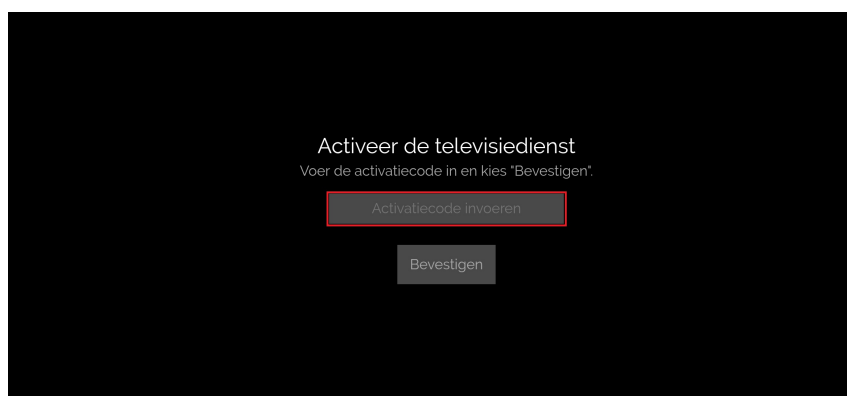 Activeer de televisiedienst
Voer de activatiecode in en kies "Bevestigen".
Activatiecode invoeren
Bevestigen